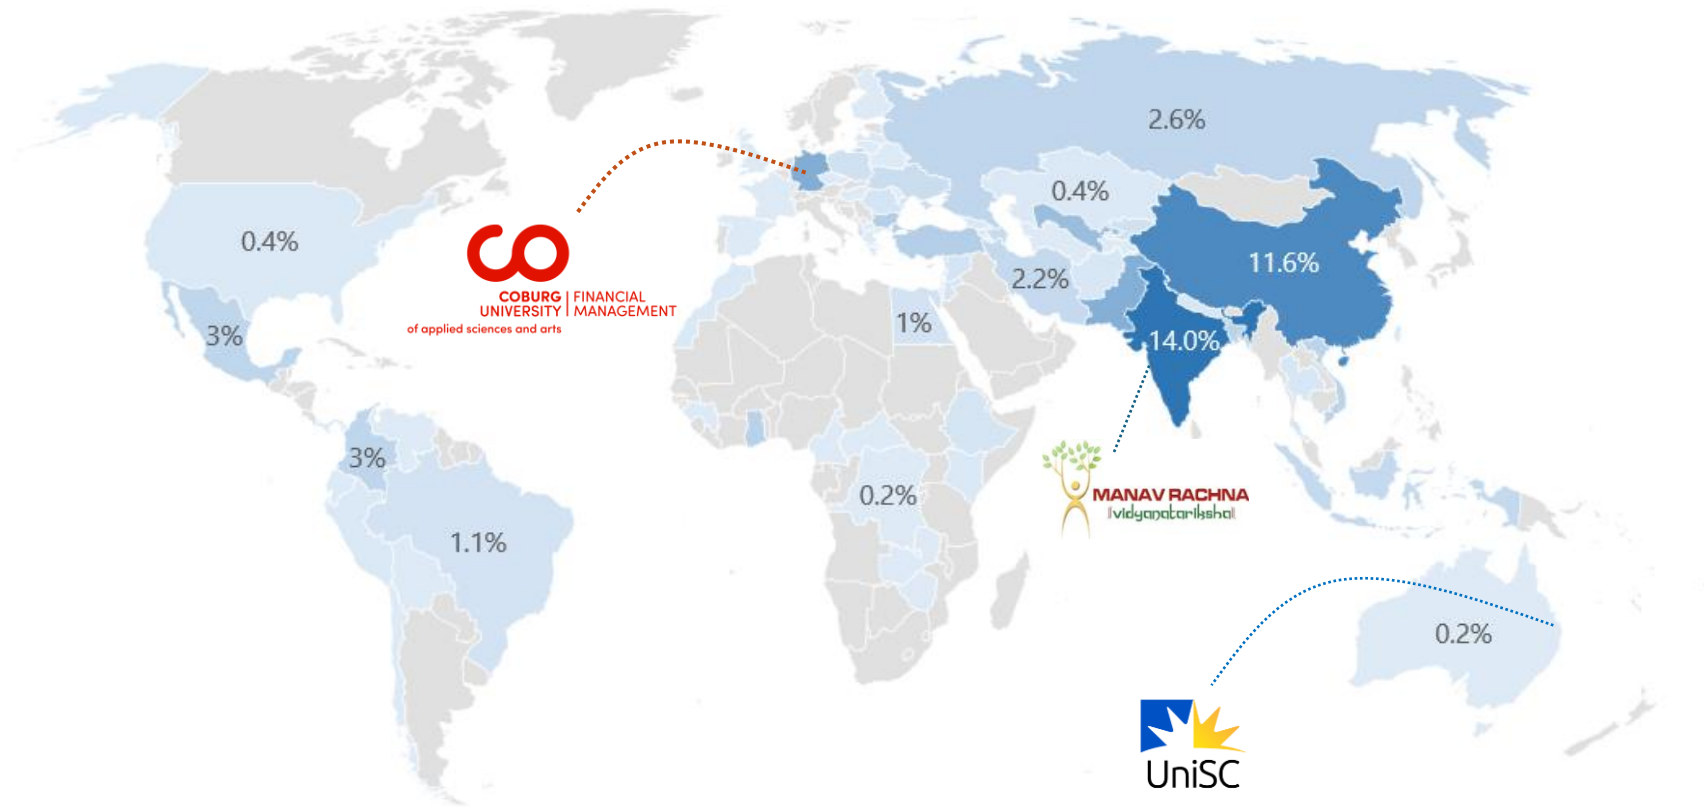 2.6%
0.4%
0.4%
11.6%
2.2%
3%
1%
14.0%
COBURG
UNIVERSITY
of applied sciences and arts
FINANCIAL
MANAGEMENT
3%
0.2%
1.1%
MANAV RACHNA
vidyanatariksha
0.2%
UniSC